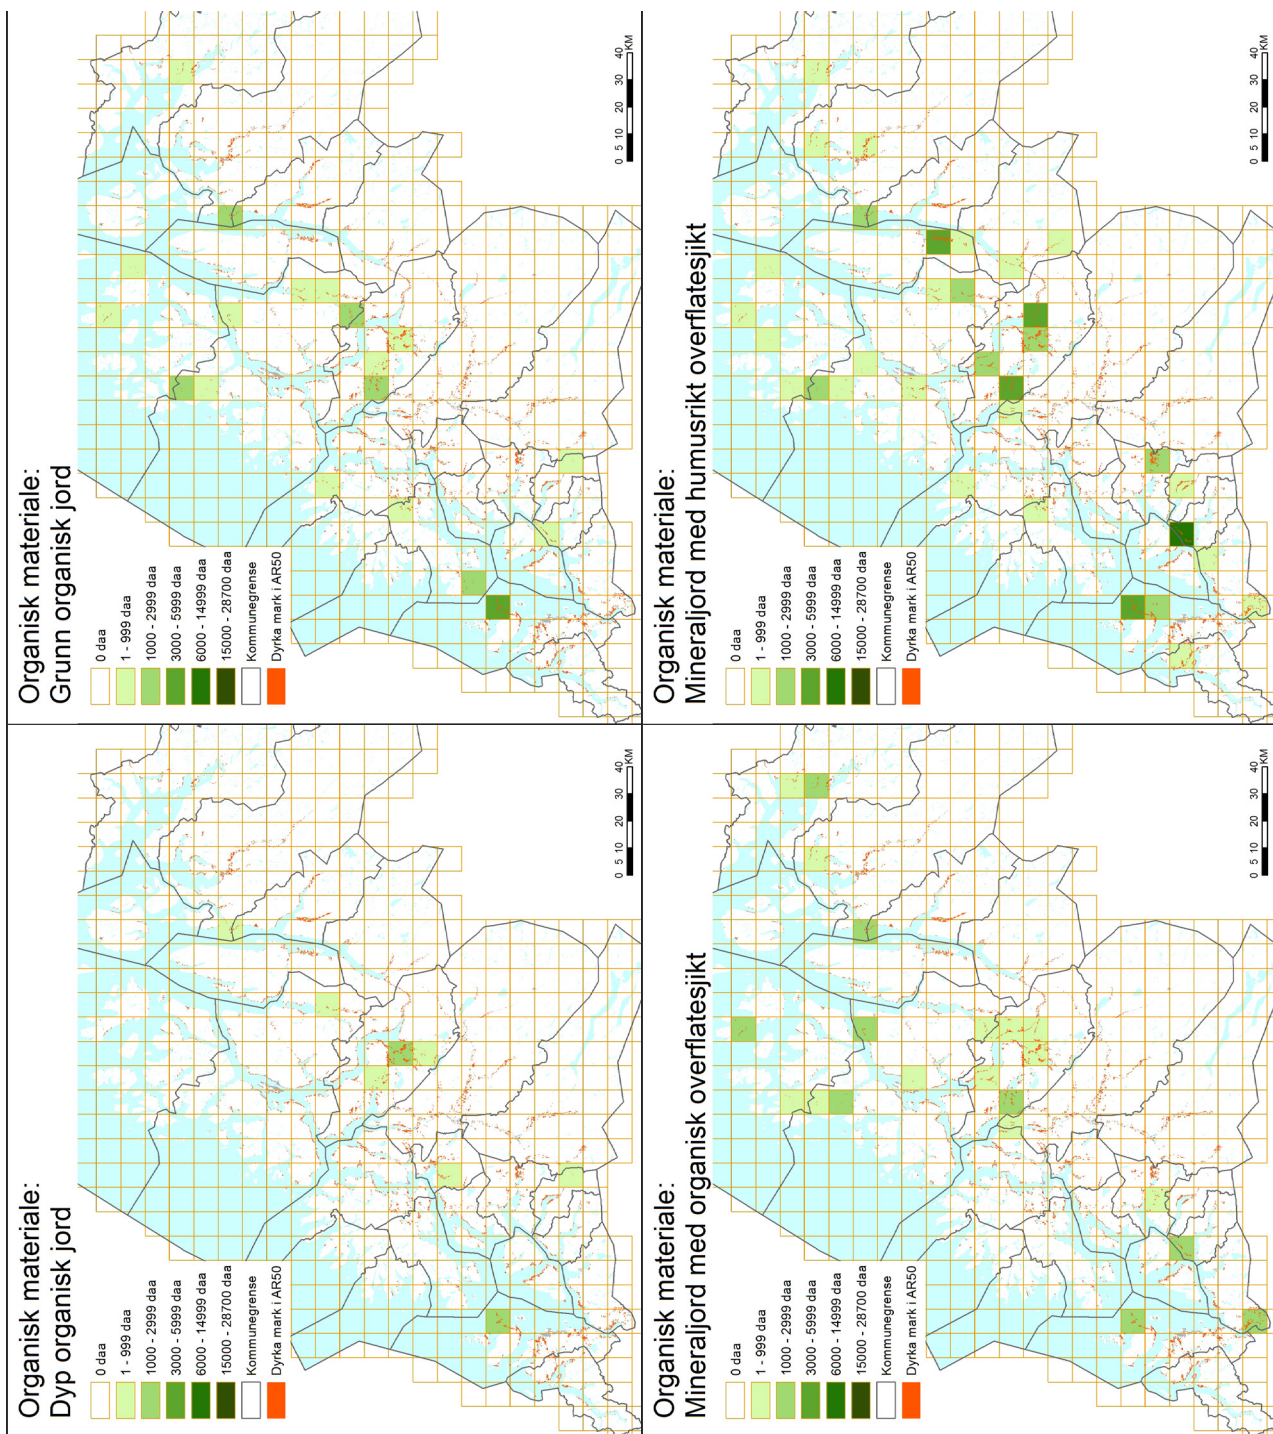 Organisk materiale:
Dyp organisk jord
0 daa
1 - 999 daa
1000 - 2999 daa
3000 - 5999 daa
6000 - 14999 daa
15000 - 28700 daa
Kommunegrense
Dyrka mark i AR50
0 5 10 20 30 40
KM
Organisk materiale:
Grunn organisk jord
0 daa
1 - 999 daa
1000 - 2999 daa
3000 - 5999 daa
6000 - 14999 daa
15000 - 28700 daa
Kommunegrense
Dyrka mark i AR50
0 5 10 20 30 40
KM
Organisk materiale:
Mineraljord med organisk overflatesjikt
0 daa
1 - 999 daa
1000 - 2999 daa
3000 - 5999 daa
6000 - 14999 daa
15000 - 28700 daa
Kommunegrense
Dyrka mark i AR50
0 5 10 20 30 40
KM
Organisk materiale:
Mineraljord med humusrikt overflatesjikt
0 daa
1 - 999 daa
1000 - 2999 daa
3000 - 5999 daa
6000 - 14999 daa
15000 - 28700 daa
Kommunegrense
Dyrka mark i AR50
0 5 10 20 30 40
KM